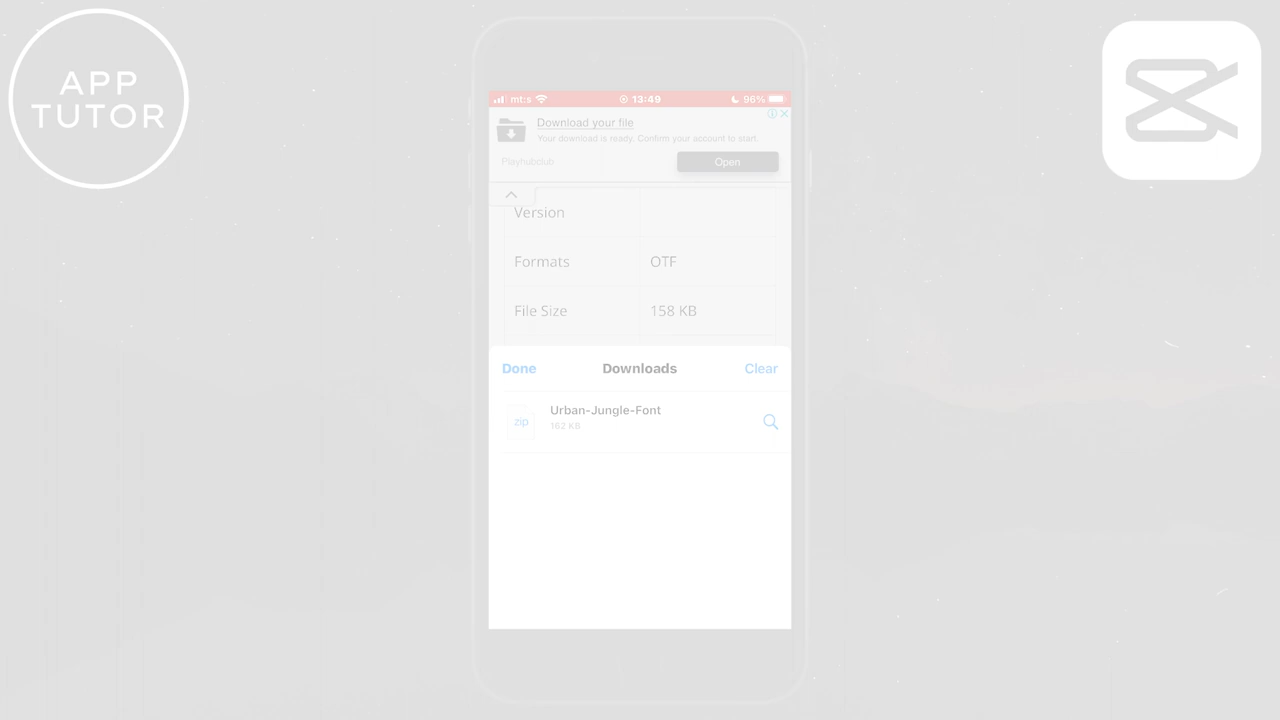 APP
TUTOR
mt:s
13:49
96%
Download your file
Your download is ready. Confirm your account to start.
Playhubclub
Open
Version
Formats
OTF
File Size
158 KB
Done
Downloads
Clear
zip
Urban-Jungle-Font
162 KB